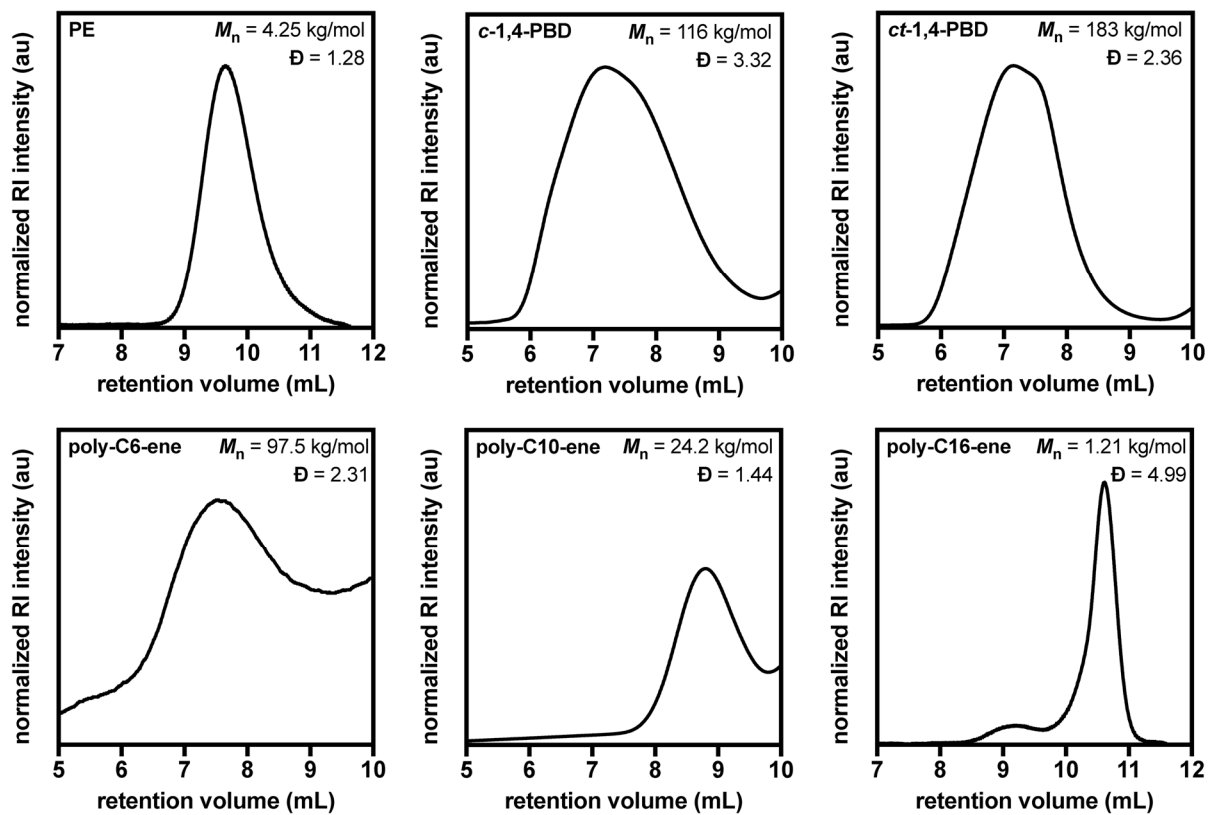 PE
Mn = 4.25 kg/mol
Đ = 1.28
normalized RI intensity (au)
7 8 9 10 11 12
retention volume (mL)
c-1,4-PBD
Mn = 116 kg/mol
Đ = 3.32
normalized RI intensity (au)
5 6 7 8 9 10
retention volume (mL)
ct-1,4-PBD
Mn = 183 kg/mol
Đ = 2.36
normalized RI intensity (au)
5 6 7 8 9 10
retention volume (mL)
poly-C6-ene
Mn = 97.5 kg/mol
Đ = 2.31
normalized RI intensity (au)
5 6 7 8 9 10
retention volume (mL)
poly-C10-ene
Mn = 24.2 kg/mol
Đ = 1.44
normalized RI intensity (au)
5 6 7 8 9 10
retention volume (mL)
poly-C16-ene
Mn = 1.21 kg/mol
Đ = 4.99
normalized RI intensity (au)
7 8 9 10 11 12
retention volume (mL)